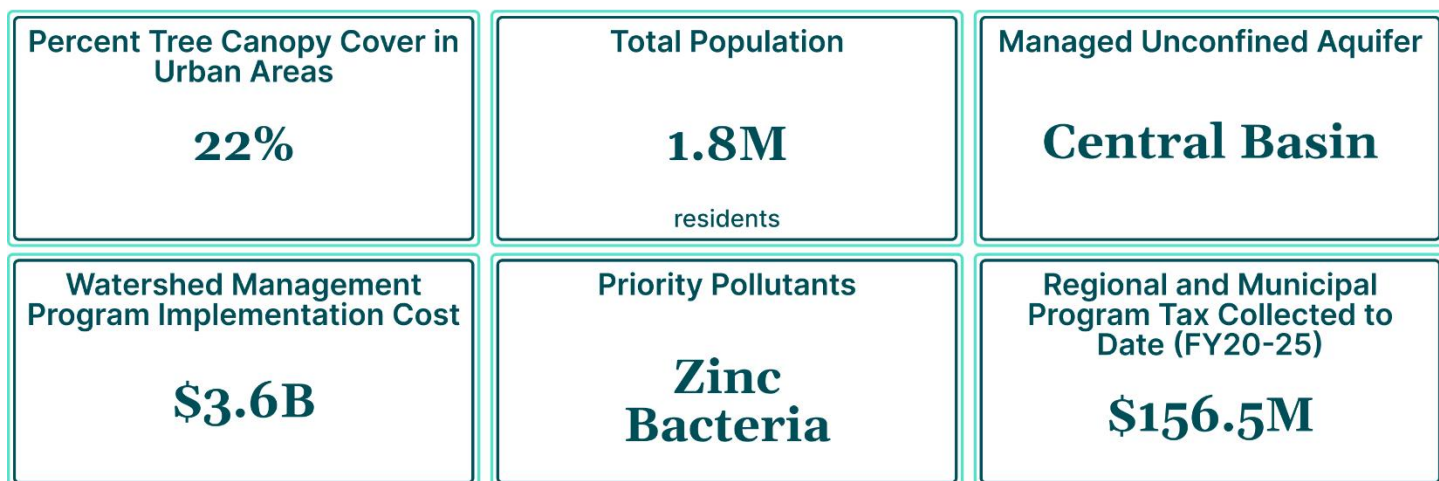 Percent Tree Canopy Cover in
Urban Areas
22%
Total Population
1.8M
residents
Managed Unconfined Aquifer
Central Basin
Watershed Management
Program Implementation Cost
$3.6B
Priority Pollutants
Zinc
Bacteria
Regional and Municipal
Program Tax Collected to
Date (FY20-25)
$156.5M